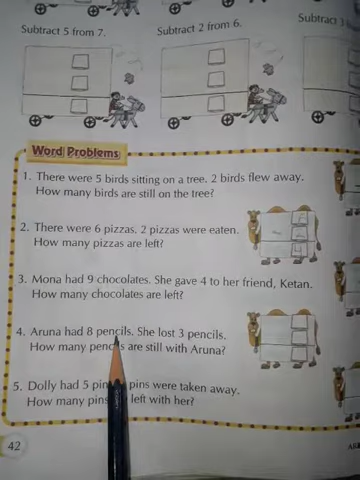 Subtract 5 from 7.
Subtract 2 from 6.
Subtract 3
Word Problems
1. There were 5 birds sitting on a tree. 2 birds flew away.
How many birds are still on the tree?
2. There were 6 pizzas. 2 pizzas were eaten.
How many pizzas are left?
3. Mona had 9 chocolates. She gave 4 to her friend, Ketan.
How many chocolates are left?
4. Aruna had 8 pencils. She lost 3 pencils.
How many pencils are still with Aruna?
5. Dolly had 5 pins were taken away.
How many pins left with her?
42